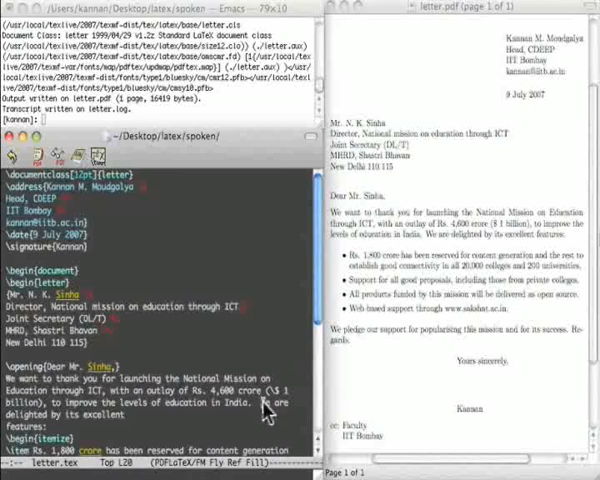 /Users/kannan/Desktop/latex/spoken/ — Emacs — 79×10
/usr/local/texlive/2007/texmf-dist/tex/latex/base/letter.cls
Document Class: letter 1999/04/29 v1.2z Standard LaTeX document class
(/usr/local/texlive/2007/texmf-dist/tex/latex/base/size12.clo)) (./letter.aux)
(/usr/local/texlive/2007/texmf-dist/tex/latex/base/omscmr.fd) [1{/usr/local/tex
live/2007/texmf-var/fonts/map/pdftex/updmap/pdftex.map}] (./letter.aux) )</usr/
local/texlive/2007/texmf-dist/fonts/type1/bluesky/cm/cmr12.pfb></usr/local/texl
ive/2007/texmf-dist/fonts/type1/bluesky/cm/cmsy10.pfb>
Output written on letter.pdf (1 page, 16419 bytes).
Transcript written on letter.log.
[kannan]:
~/Desktop/latex/spoken/
\documentclass[12pt]{letter}
\address{Kannan M. Moudgalya \\
Head, CDEEP \\
IIT Bombay \\
kannan@iitb.ac.in}
\date{9 July 2007}
\signature{Kannan}
\begin{document}
\begin{letter}
{Mr. N. K. Sinha \\
Director, National mission on education through ICT \\
Joint Secretary (DL/T) \\
MHRD, Shastri Bhavan \\
New Delhi 110 115}
\opening{Dear Mr. Sinha,}
We want to thank you for launching the National Mission on
Education through ICT, with an outlay of Rs. 4,600 crore (\$ 1
billion), to improve the levels of education in India. We are
delighted by its excellent
features:
\begin{itemize}
\item Rs. 1,800 crore has been reserved for content generation
letter.tex Top L20 (PDFLaTeX/FM Fly Ref Fill)
letter.pdf (page 1 of 1)
Kannan M. Moudgalya
Head, CDEEP
IIT Bombay
kannan@iitb.ac.in
9 July 2007
Mr. N. K. Sinha
Director, National mission on education through ICT
Joint Secretary (DL/T)
MHRD, Shastri Bhavan
New Delhi 110 115
Dear Mr. Sinha,
We want to thank you for launching the National Mission on Education
through ICT, with an outlay of Rs. 4,600 crore ($ 1 billion), to improve the
levels of education in India. We are delighted by its excellent features:
• Rs. 1,800 crore has been reserved for content generation and the rest to
establish good connectivity in all 20,000 colleges and 200 universities.
• Support for all good proposals, including those from private colleges.
• All products funded by this mission will be delivered as open source.
• Web based support through www.sakshat.ac.in.
We pledge our support for popularising this mission and for its success. Re-
gards.
Yours sincerely,
Kannan
cc: Faculty
IIT Bombay
Page 1 of 1